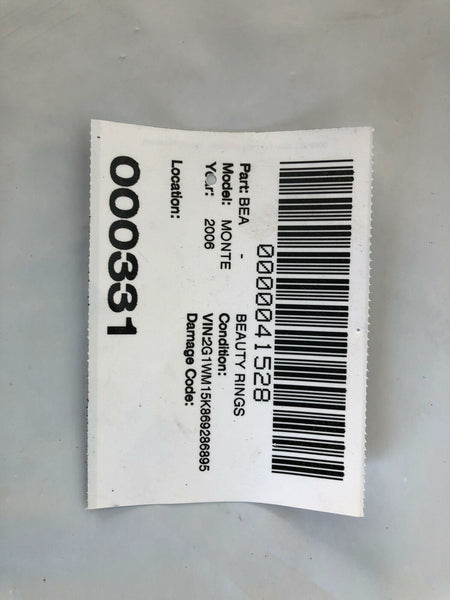 0000041528
Part: BEA - BEAUTY RINGS
Model: MONTE Condition:
Year: 2006 VIN:2G1WM15K869286895
Damage Code:
Location:
000331